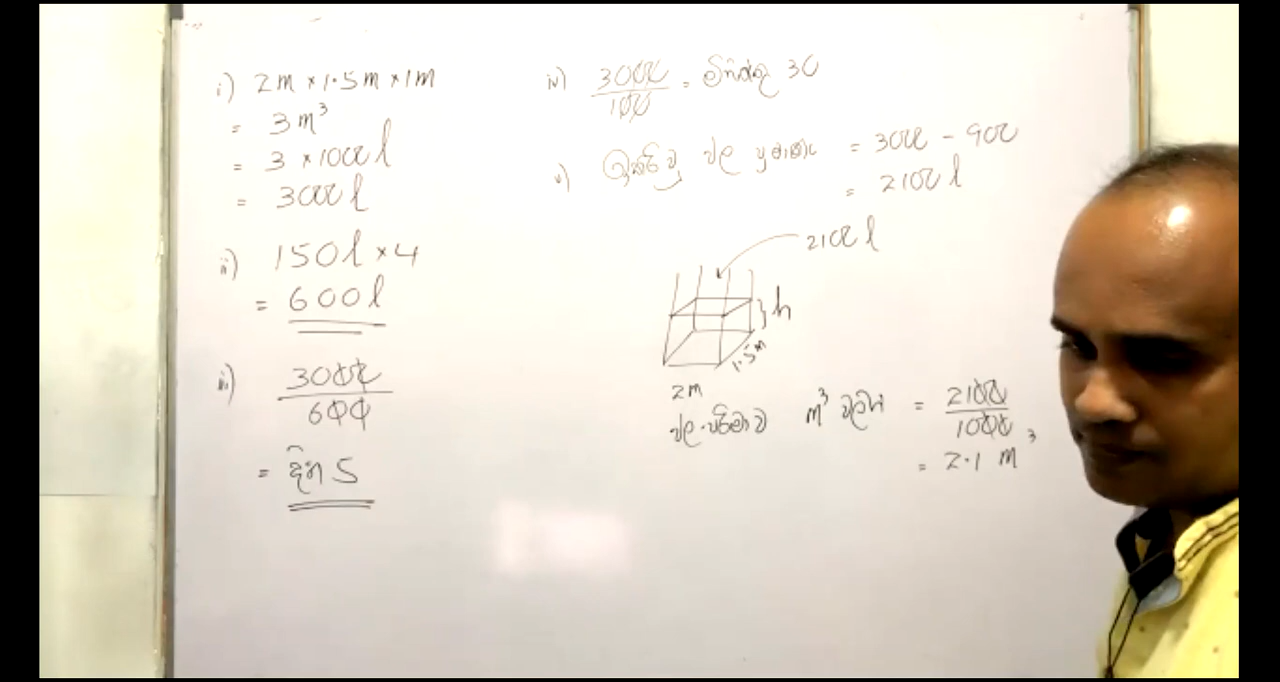 i) 2m × 1.5m × 1m
= 3 m³
= 3 × 1000 l
= 3000 l
ii) 150 l × 4
= 600 l
iii) 3000
600
= දින 5
iv) 3000
100
= මිනිත්තු 30
v) ඉතිරි වූ ජල ප්‍රමාණය = 3000 - 900
= 2100 l
2100 l
h
1.5m
2m
ජල පරිමාව m³ වලින් = 2100
1000
= 2.1 m³